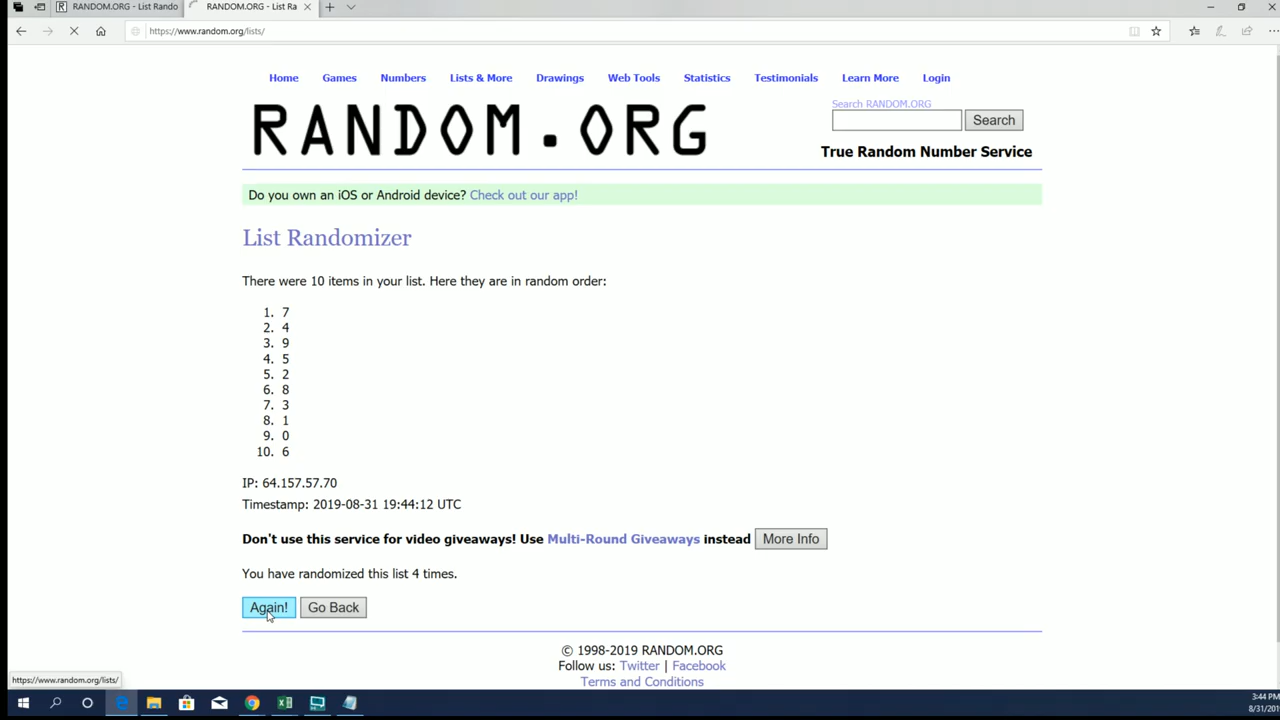 RANDOM.ORG - List Rando
RANDOM.ORG - List Ra
https://www.random.org/lists/
Home Games Numbers Lists & More Drawings Web Tools Statistics Testimonials Learn More Login
RANDOM.ORG
Search RANDOM.ORG
Search
True Random Number Service
Do you own an iOS or Android device? Check out our app!
List Randomizer
There were 10 items in your list. Here they are in random order:
1. 7
2. 4
3. 9
4. 5
5. 2
6. 8
7. 3
8. 1
9. 0
10. 6
IP: 64.157.57.70
Timestamp: 2019-08-31 19:44:12 UTC
Don't use this service for video giveaways! Use Multi-Round Giveaways instead More Info
You have randomized this list 4 times.
Again! Go Back
© 1998-2019 RANDOM.ORG
Follow us: Twitter | Facebook
Terms and Conditions
https://www.random.org/lists/
3:44 PM
8/31/201